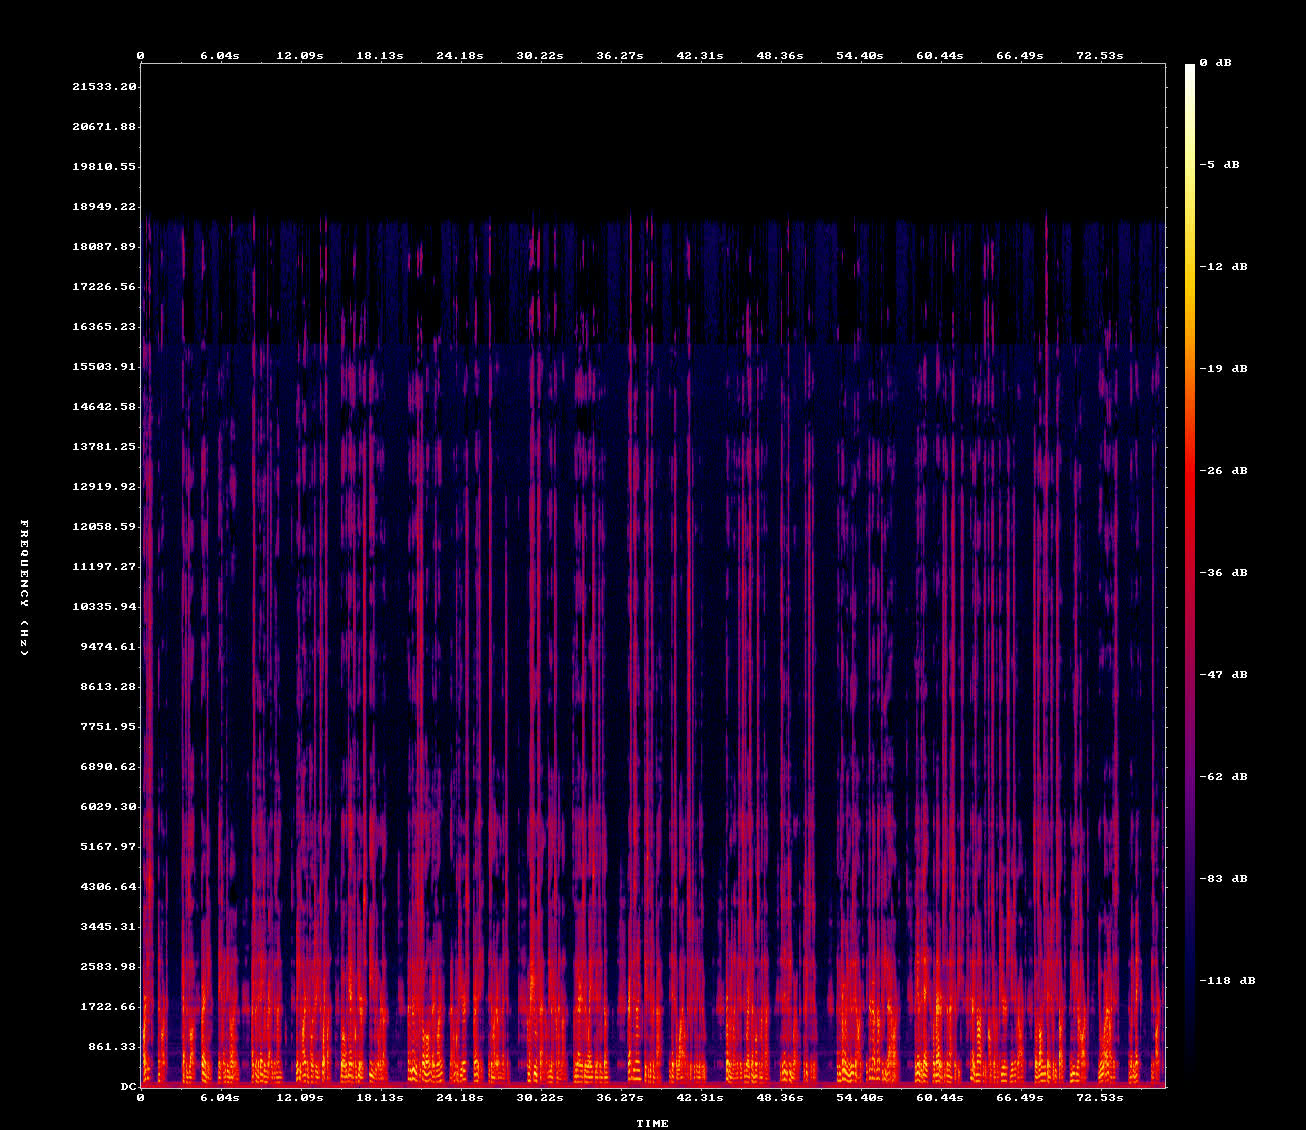 0 6.04s 12.09s 18.13s 24.18s 30.22s 36.27s 42.31s 48.36s 54.40s 60.44s 66.49s 72.53s
0 dB
21533.20
20671.88
-5 dB
19810.55
18949.22
18087.89
-12 dB
17226.56
16365.23
15503.91
-19 dB
14642.58
13781.25
-26 dB
12919.92
12058.59
11197.27
-36 dB
10335.94
9474.61
-47 dB
8613.28
7751.95
6890.62
-62 dB
6029.30
5167.97
4306.64
-83 dB
3445.31
2583.98
-118 dB
1722.66
861.33
DC
FREQUENCY (Hz)
0 6.04s 12.09s 18.13s 24.18s 30.22s 36.27s 42.31s 48.36s 54.40s 60.44s 66.49s 72.53s
TIME